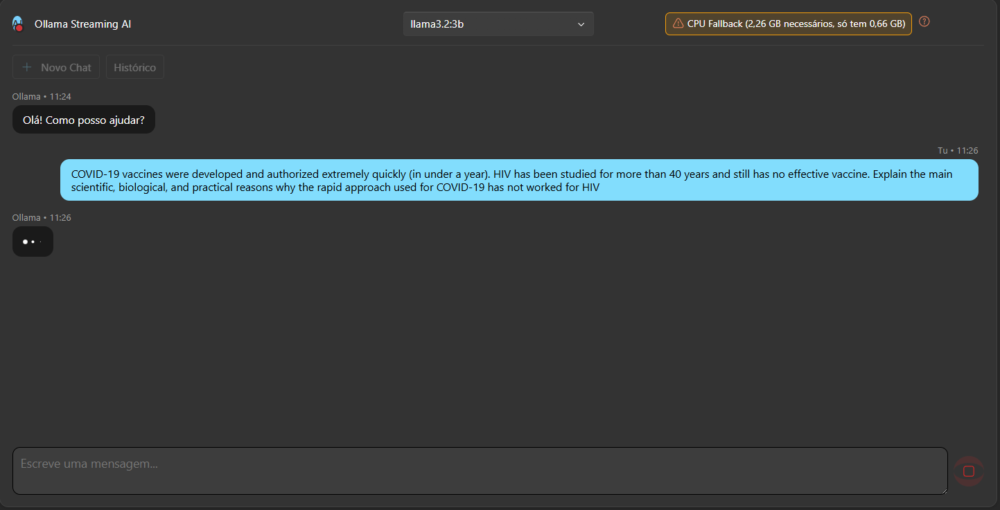 Ollama Streaming AI
llama3.2:3b
CPU Fallback (2,26 GB necessários, só tem 0,66 GB)
Novo Chat
Histórico
Ollama • 11:24
Olá! Como posso ajudar?
Tu • 11:26
COVID-19 vaccines were developed and authorized extremely quickly (in under a year). HIV has been studied for more than 40 years and still has no effective vaccine. Explain the main
scientific, biological, and practical reasons why the rapid approach used for COVID-19 has not worked for HIV
Ollama • 11:26
Escreve uma mensagem...